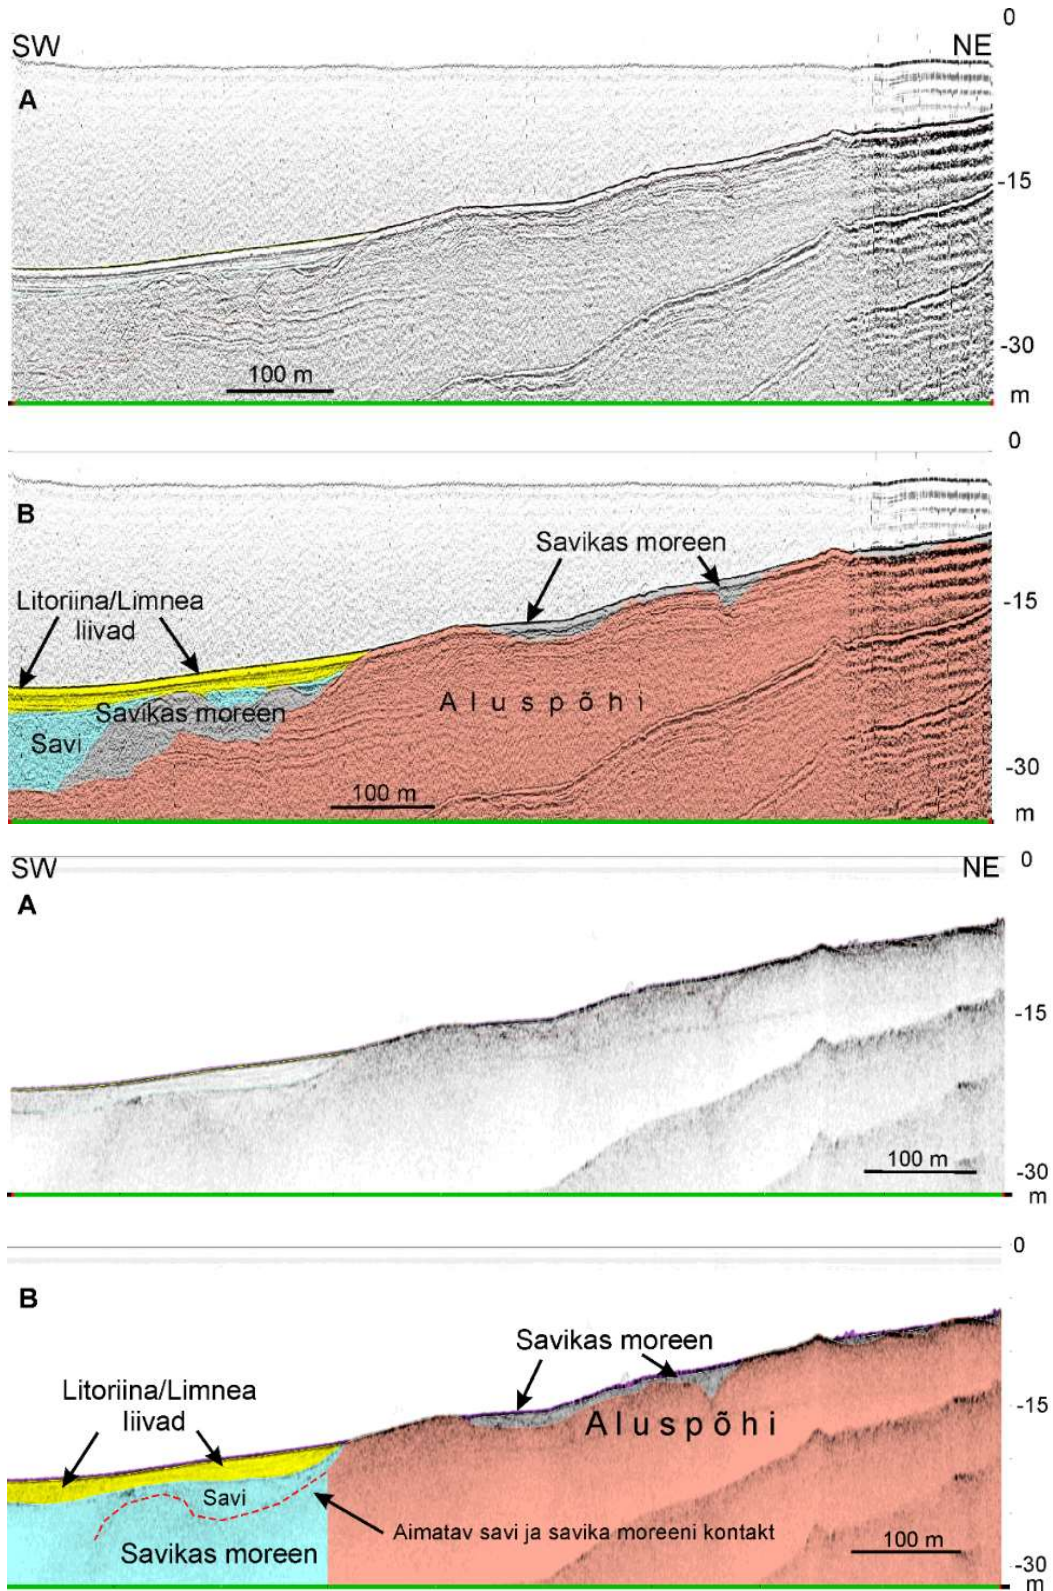 0
SW
NE
A
-15
100 m
-30
m
0
B
Savikas moreen
Litoriina/Limnea
liivad
-15
Aluspõhi
Savikas moreen
Savi
-30
100 m
m
SW
NE
0
A
-15
100 m
-30
m
0
B
Savikas moreen
Litoriina/Limnea
liivad
-15
Aluspõhi
Savi
Aimatav savi ja savika moreeni kontakt
Savikas moreen
100 m
-30
m